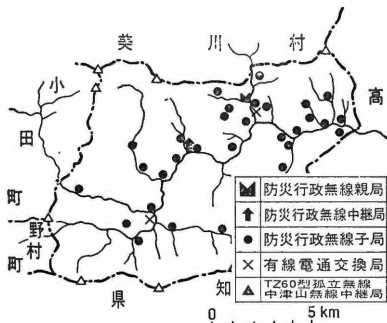 葵川村
小田町
野村町
高
県知
防災行政無線親局
防災行政無線中継局
防災行政無線子局
有線電通交換局
TZ60型孤立無線
中津山無線中継局
0 5km